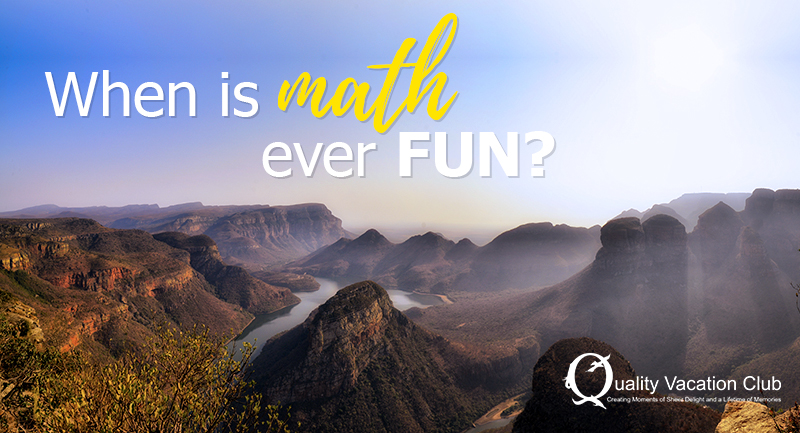 When is math
ever FUN?
Quality Vacation Club
Creating Moments of Sheer Delight and a Lifetime of Memories